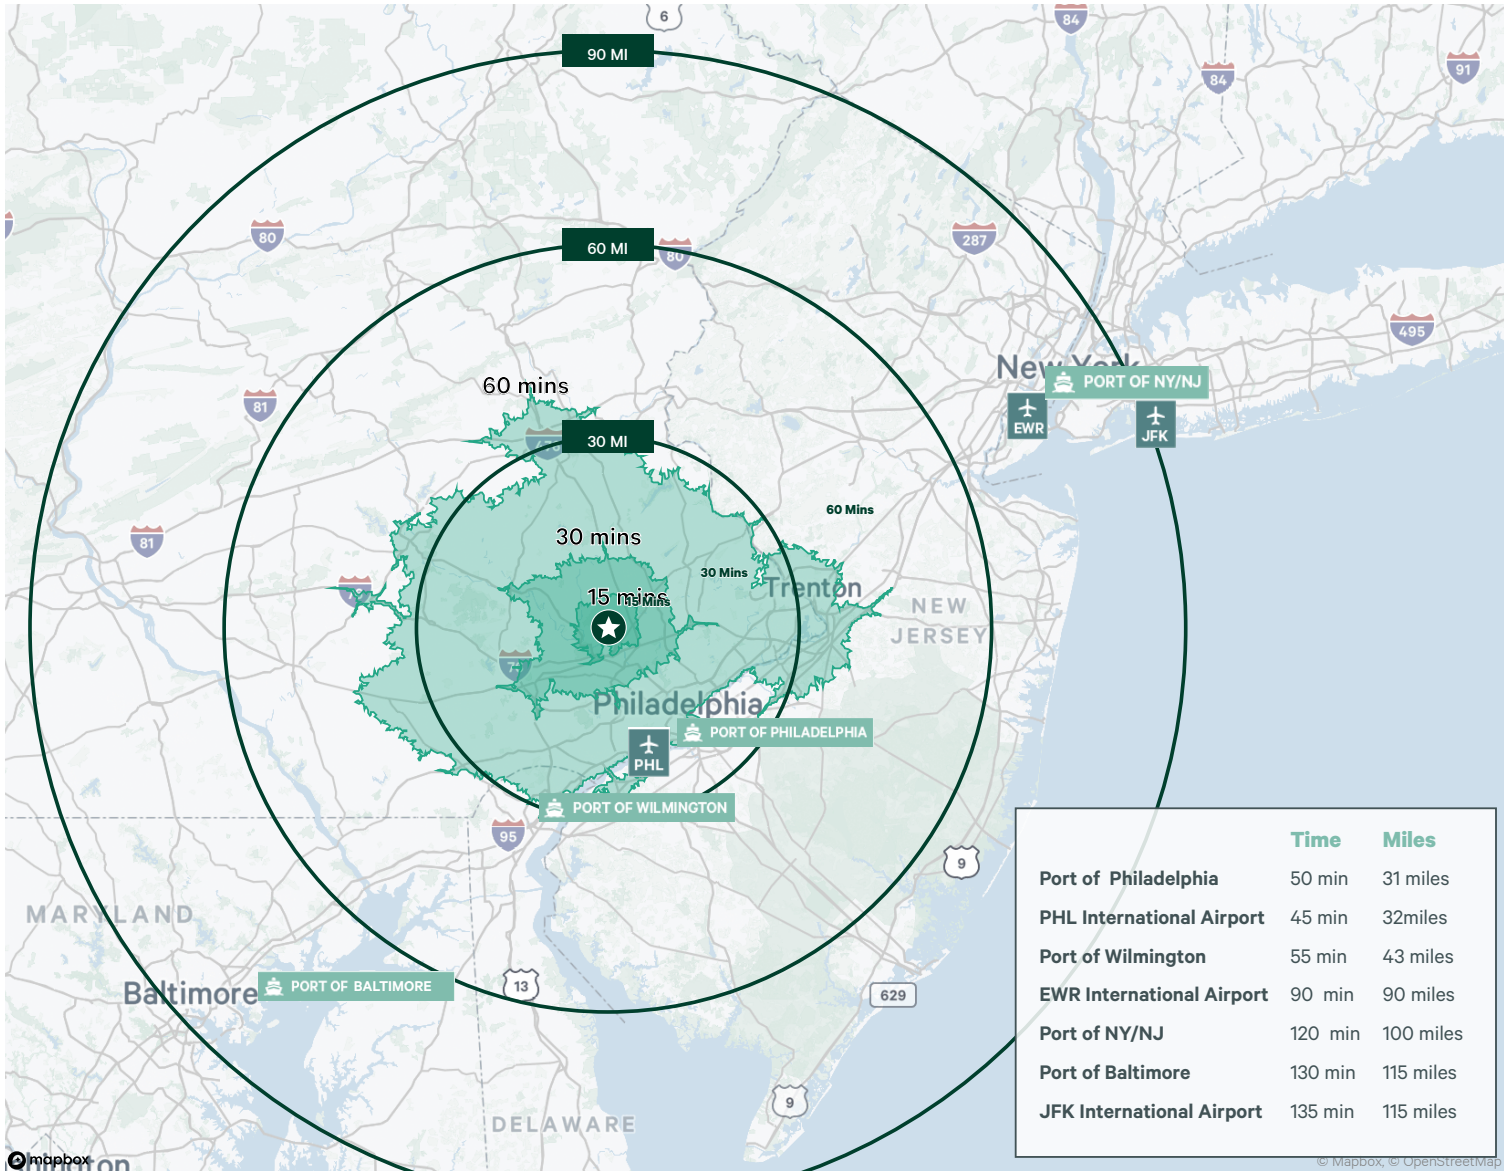 6
84
90 MI
84
91
80
60 MI
80
287
495
New York
PORT OF NY/NJ
60 mins
81
EWR
JFK
30 MI
60 Mins
30 mins
81
30 Mins
Trenton
15 mins
15 Mins
NEW
JERSEY
Philadelphia
PORT OF PHILADELPHIA
PHL
PORT OF WILMINGTON
95
9
MARYLAND
Baltimore
PORT OF BALTIMORE
13
629
9
DELAWARE
Time Miles
Port of Philadelphia 50 min 31 miles
PHL International Airport 45 min 32miles
Port of Wilmington 55 min 43 miles
EWR International Airport 90 min 90 miles
Port of NY/NJ 120 min 100 miles
Port of Baltimore 130 min 115 miles
JFK International Airport 135 min 115 miles
mapbox
© Mapbox, © OpenStreetMap